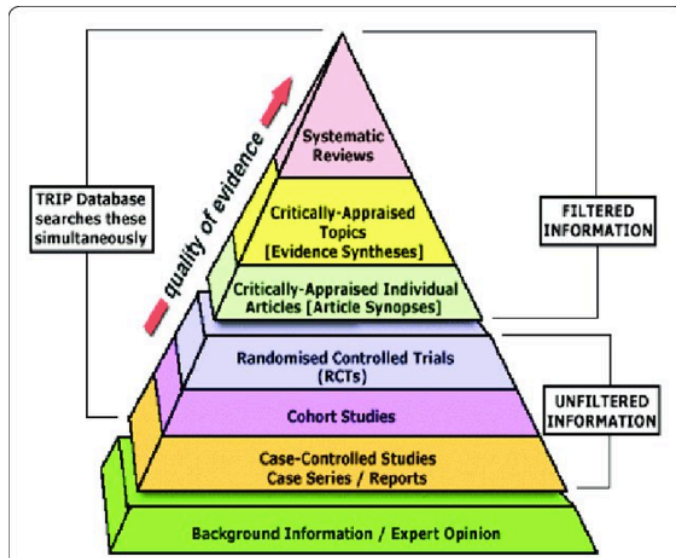 Systematic
Reviews
quality of evidence
TRIP Database
searches these
simultaneously
Critically-Appraised
Topics
[Evidence Syntheses]
FILTERED
INFORMATION
Critically-Appraised Individual
Articles [Article Synopses]
Randomised Controlled Trials
(RCTs)
UNFILTERED
INFORMATION
Cohort Studies
Case-Controlled Studies
Case Series / Reports
Background Information / Expert Opinion